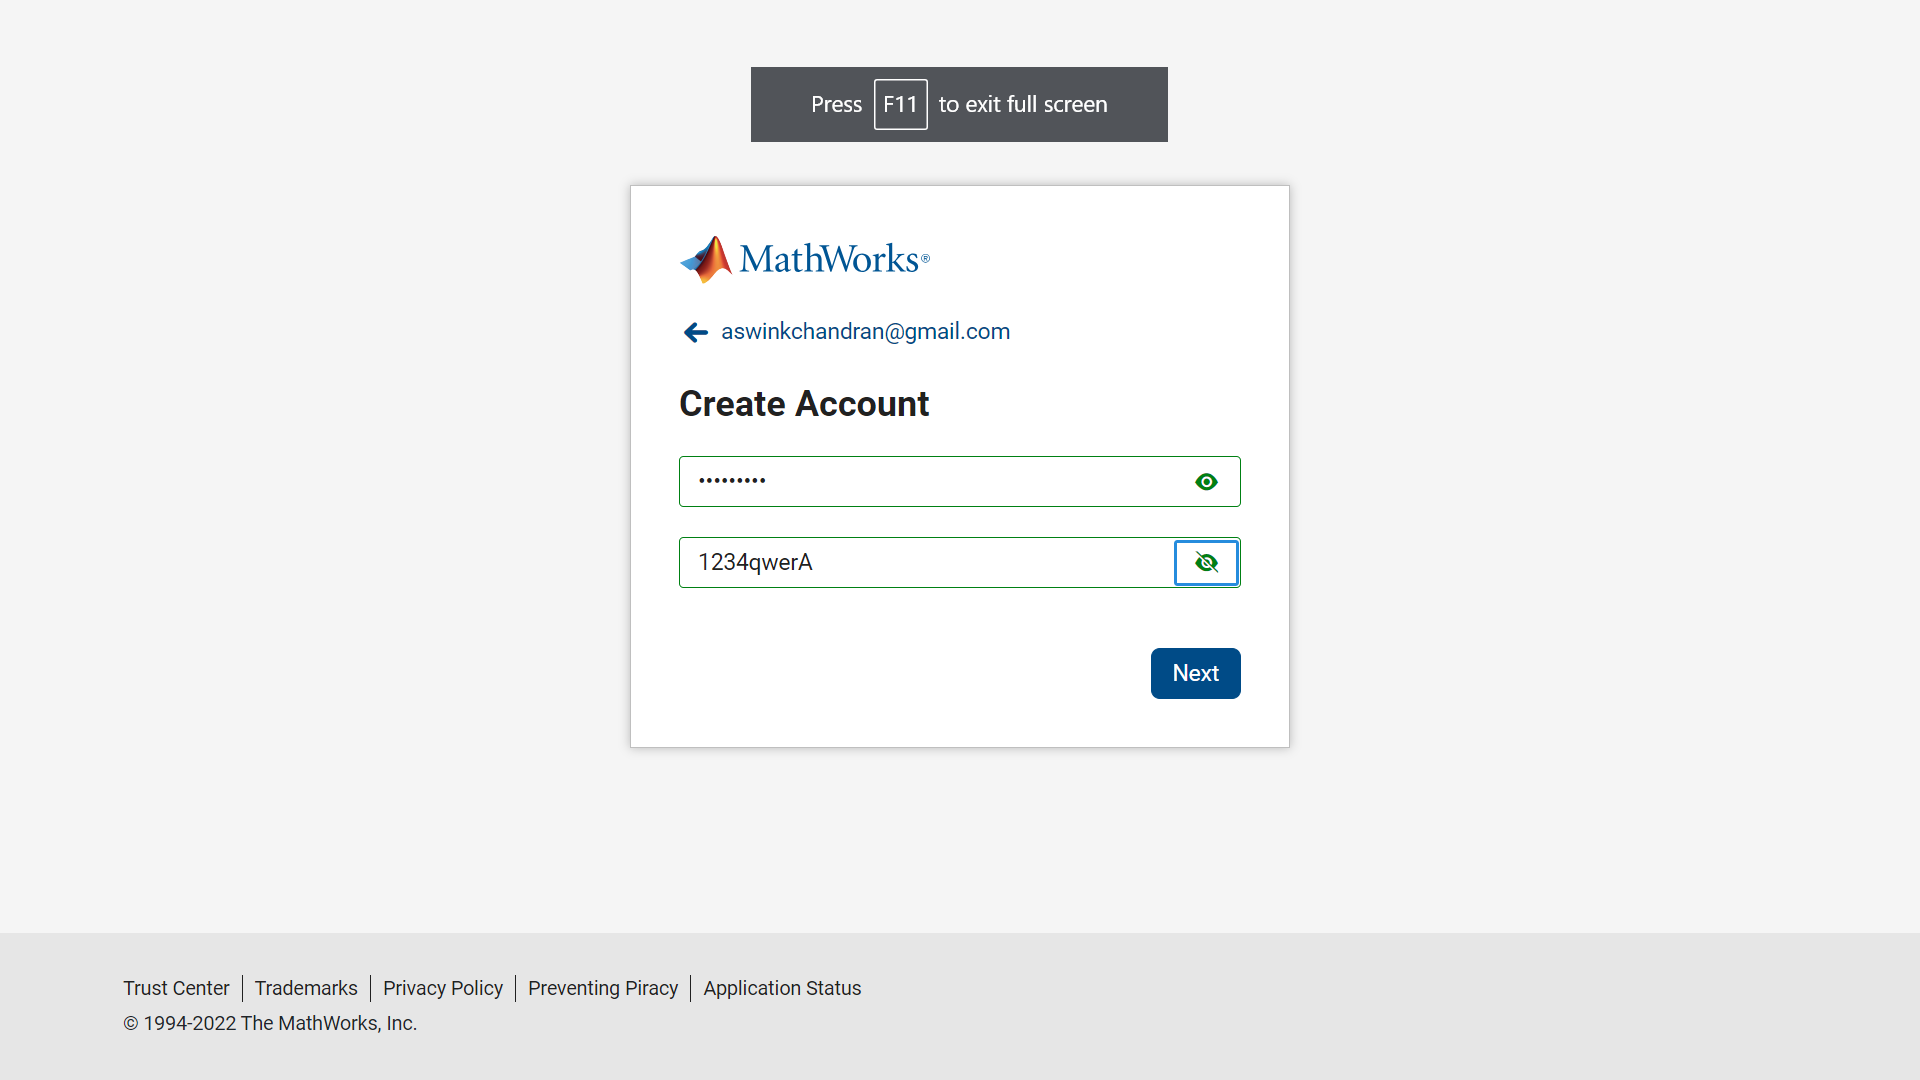 Press F11 to exit full screen
MathWorks®
aswinkchandran@gmail.com
Create Account
•••••••••
1234qwerA
Next
Trust Center | Trademarks | Privacy Policy | Preventing Piracy | Application Status
© 1994-2022 The MathWorks, Inc.